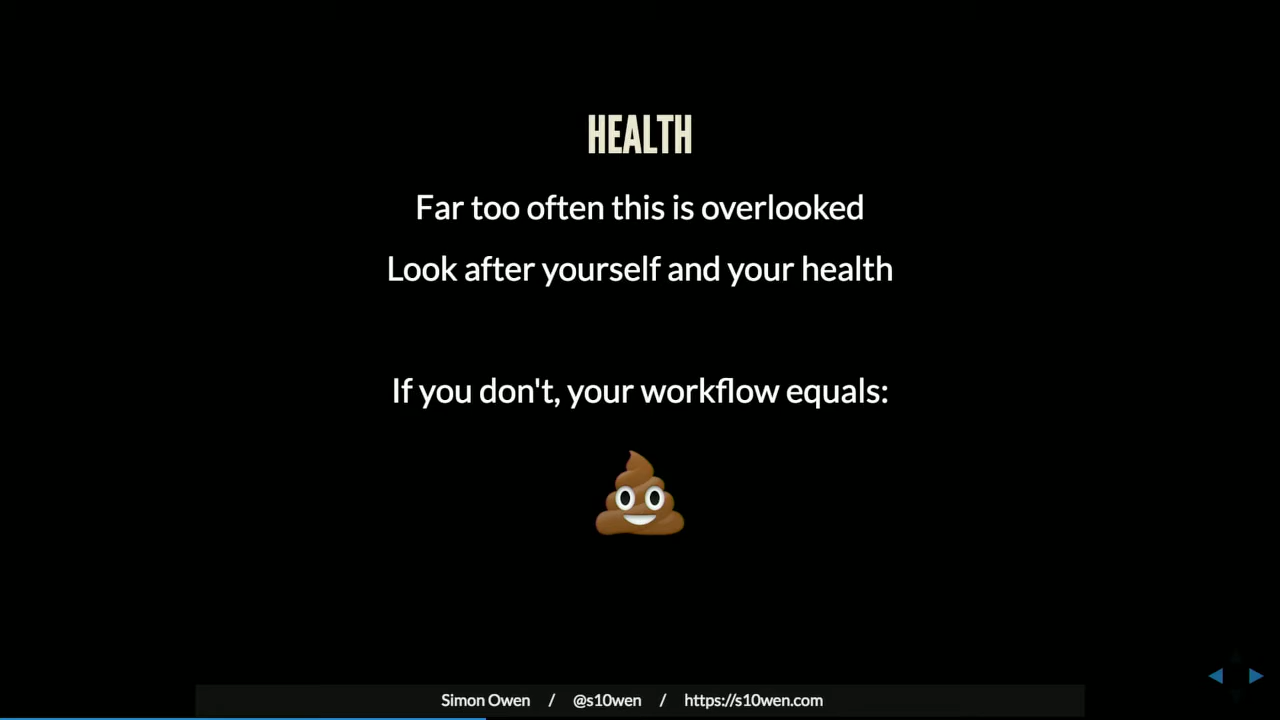 HEALTH
Far too often this is overlooked
Look after yourself and your health
If you don't, your workflow equals:
Simon Owen / @s10wen / https://s10wen.com